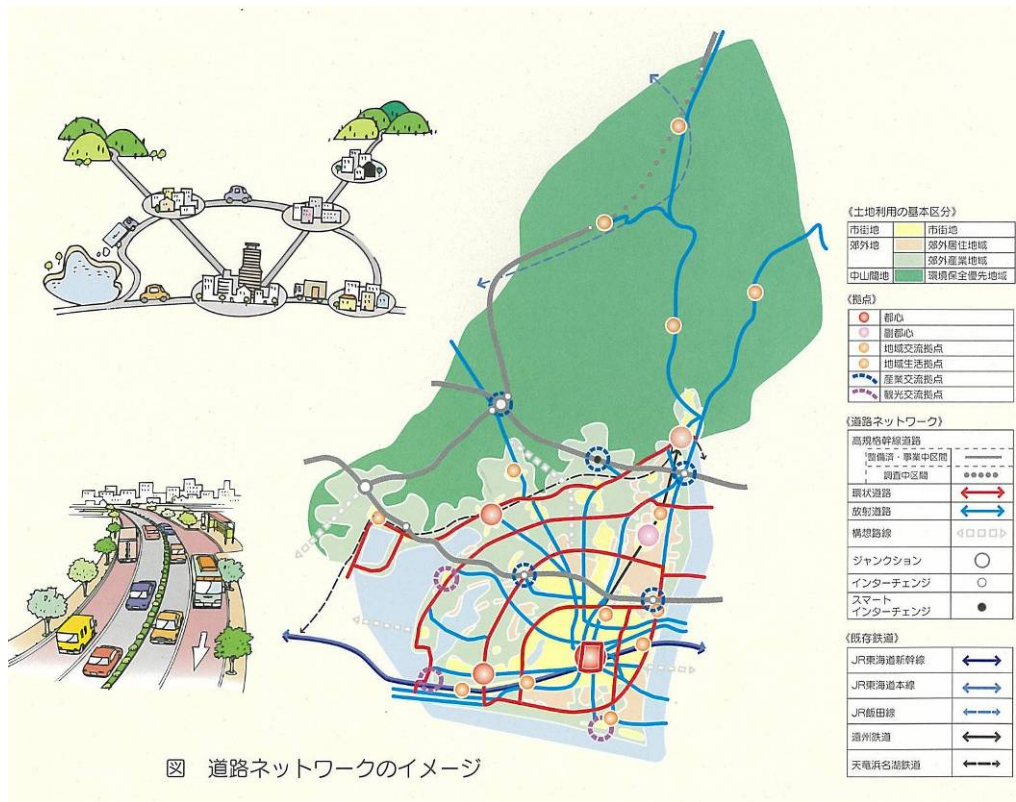 《土地利用の基本区分》
市街地 市街地
郊外地 郊外居住地域
郊外産業地域
中山間地 環境保全優先地域
《拠点》
都心
副都心
地域交流拠点
地域生活拠点
産業交流拠点
観光交流拠点
《道路ネットワーク》
高規格幹線道路
整備済・事業中区間
調査中区間
環状道路
放射道路
構想路線
ジャンクション
インターチェンジ
スマート
インターチェンジ
《既存鉄道》
JR東海道新幹線
JR東海道本線
JR飯田線
遠州鉄道
天竜浜名湖鉄道
図 道路ネットワークのイメージ